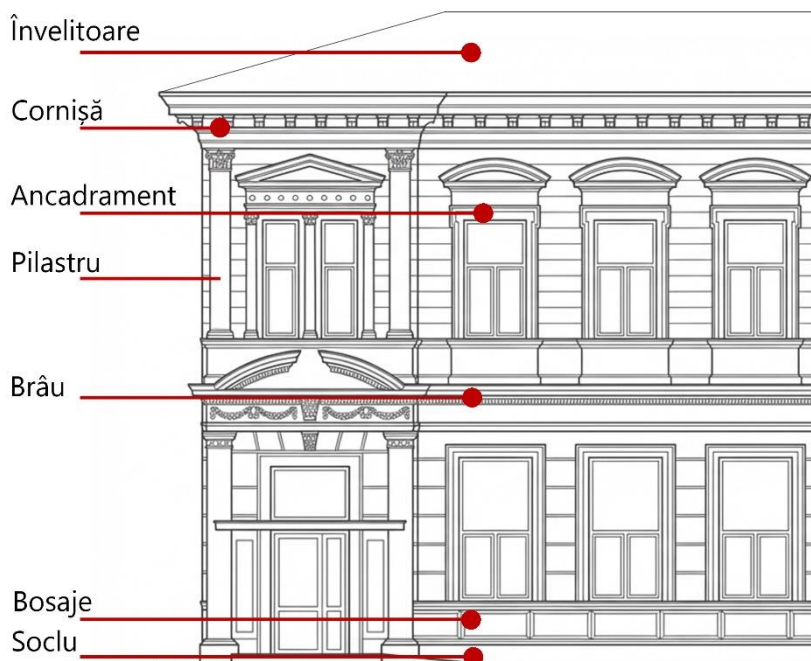 Învelitoare
Cornișă
Ancadrament
Pilastru
Brâu
Bosaje
Soclu